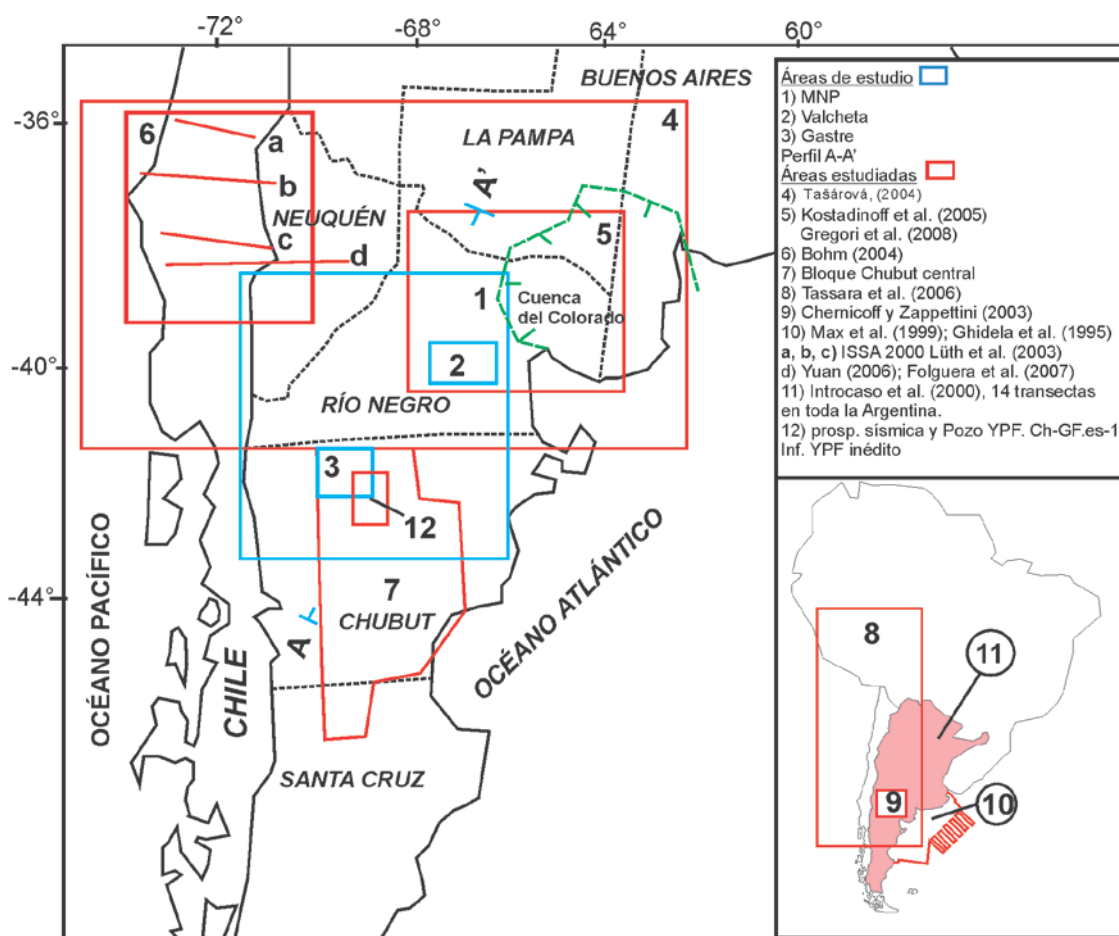 -72° -68° 64° 60°
BUENOS AIRES
-36°
6
4
a
LA PAMPA
b
A'
NEUQUÉN
5
c
d
1
Cuenca
del Colorado
2
-40°
RÍO NEGRO
3
12
7
-44°
CHUBUT
A
OCÉANO PACÍFICO
CHILE
OCÉANO ATLÁNTICO
SANTA CRUZ
Áreas de estudio
1) MNP
2) Valcheta
3) Gastre
Perfil A-A'
Áreas estudiadas
4) Tašárová, (2004)
5) Kostadinoff et al. (2005)
Gregori et al. (2008)
6) Bohm (2004)
7) Bloque Chubut central
8) Tassara et al. (2006)
9) Chernicoff y Zappettini (2003)
10) Max et al. (1999); Ghidela et al. (1995)
a, b, c) ISSA 2000 Lüth et al. (2003)
d) Yuan (2006); Folguera et al. (2007)
11) Introcaso et al. (2000), 14 transectas
en toda la Argentina.
12) prosp. sísmica y Pozo YPF. Ch-GF.es-1
Inf. YPF inédito
8
11
9
10